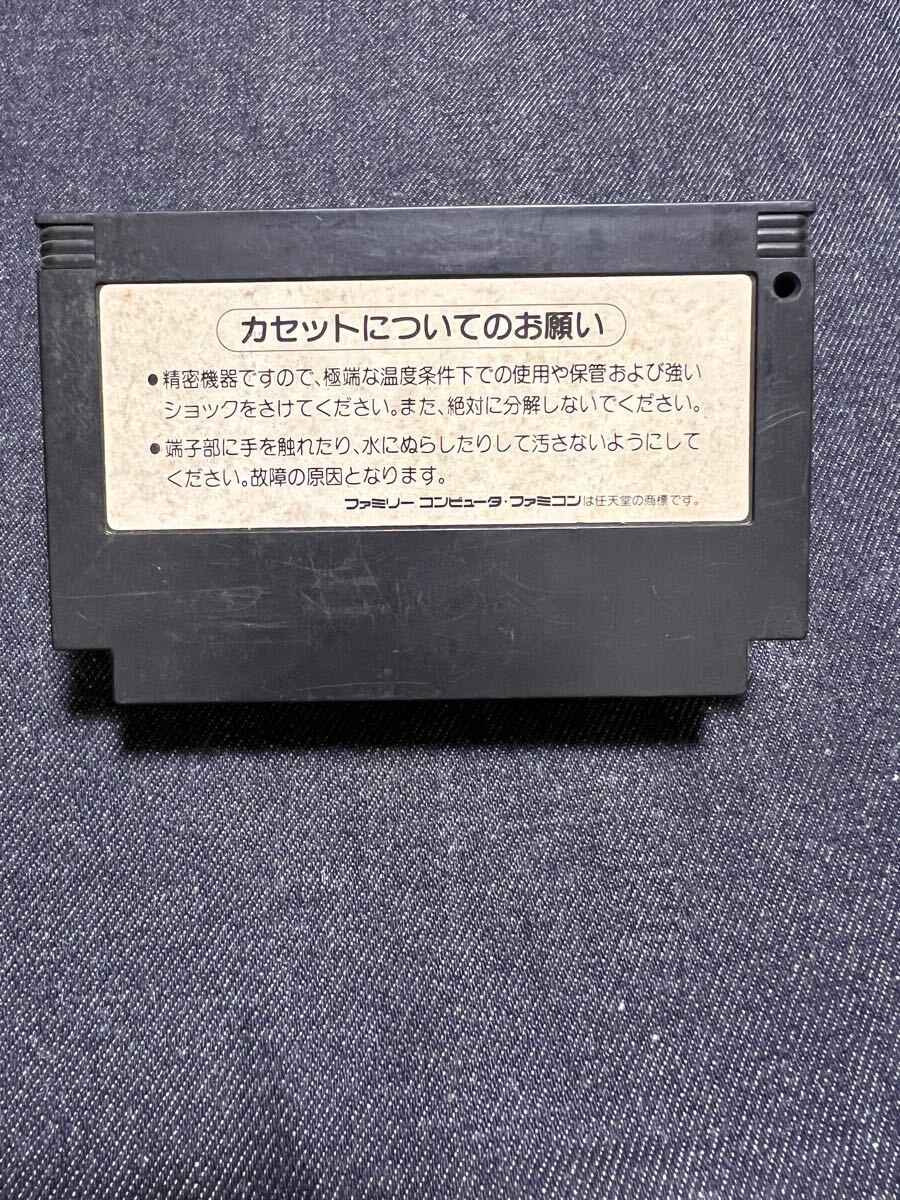 カセットについてのお願い
●精密機器ですので、極端な温度条件下での使用や保管および強い
ショックをさけてください。また、絶対に分解しないでください。
●端子部に手を触れたり、水にぬらしたりして汚さないようにして
ください。故障の原因となります。
ファミリーコンピュータ・ファミコンは任天堂の商標です。